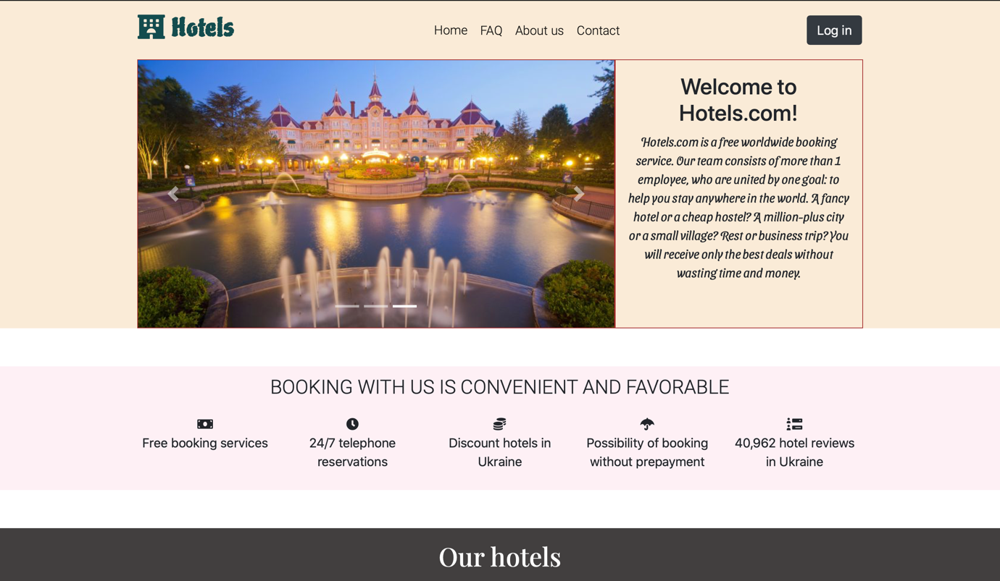 Hotels
Home FAQ About us Contact
Log in
Welcome to
Hotels.com!
Hotels.com is a free worldwide booking
service. Our team consists of more than 1
employee, who are united by one goal: to
help you stay anywhere in the world. A fancy
hotel or a cheap hostel? A million-plus city
or a small village? Rest or business trip? You
will receive only the best deals without
wasting time and money.
BOOKING WITH US IS CONVENIENT AND FAVORABLE
Free booking services
24/7 telephone
reservations
Discount hotels in
Ukraine
Possibility of booking
without prepayment
40,962 hotel reviews
in Ukraine
Our hotels